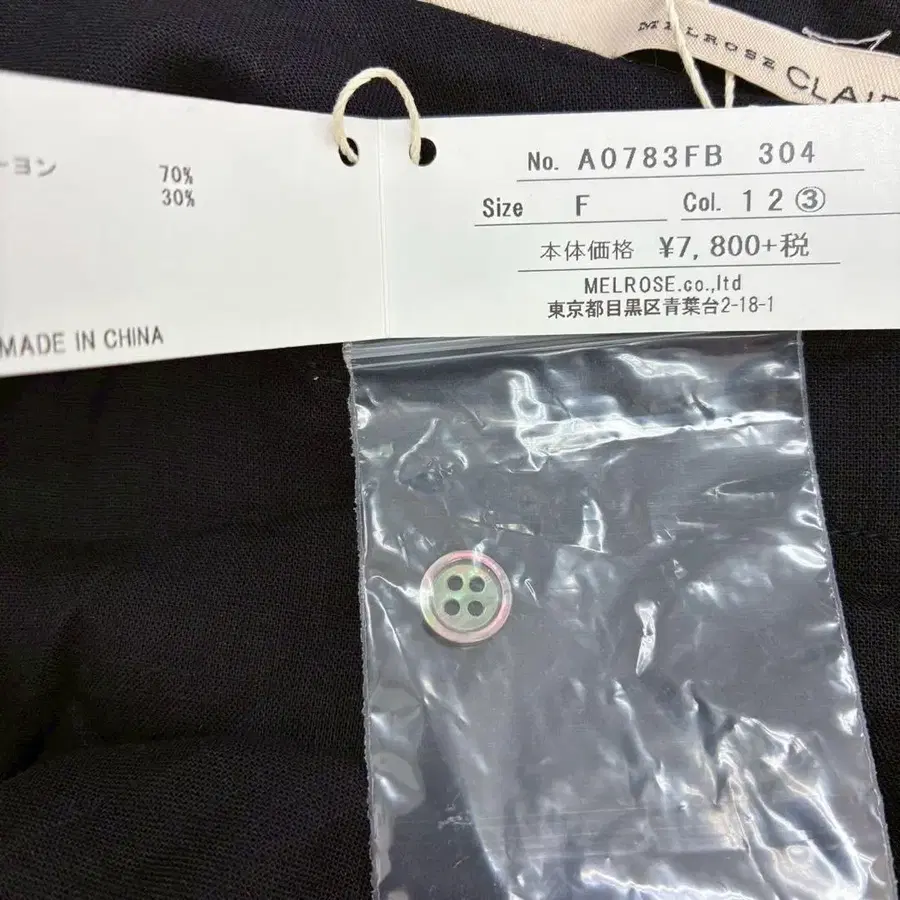 MELROSE CLAIR
ーヨン 70%
30%
MADE IN CHINA
No. A0783FB 304
Size F Col. 1 2 ③
本体価格 ¥7,800+税
MELROSE.co.,ltd
東京都目黒区青葉台2-18-1